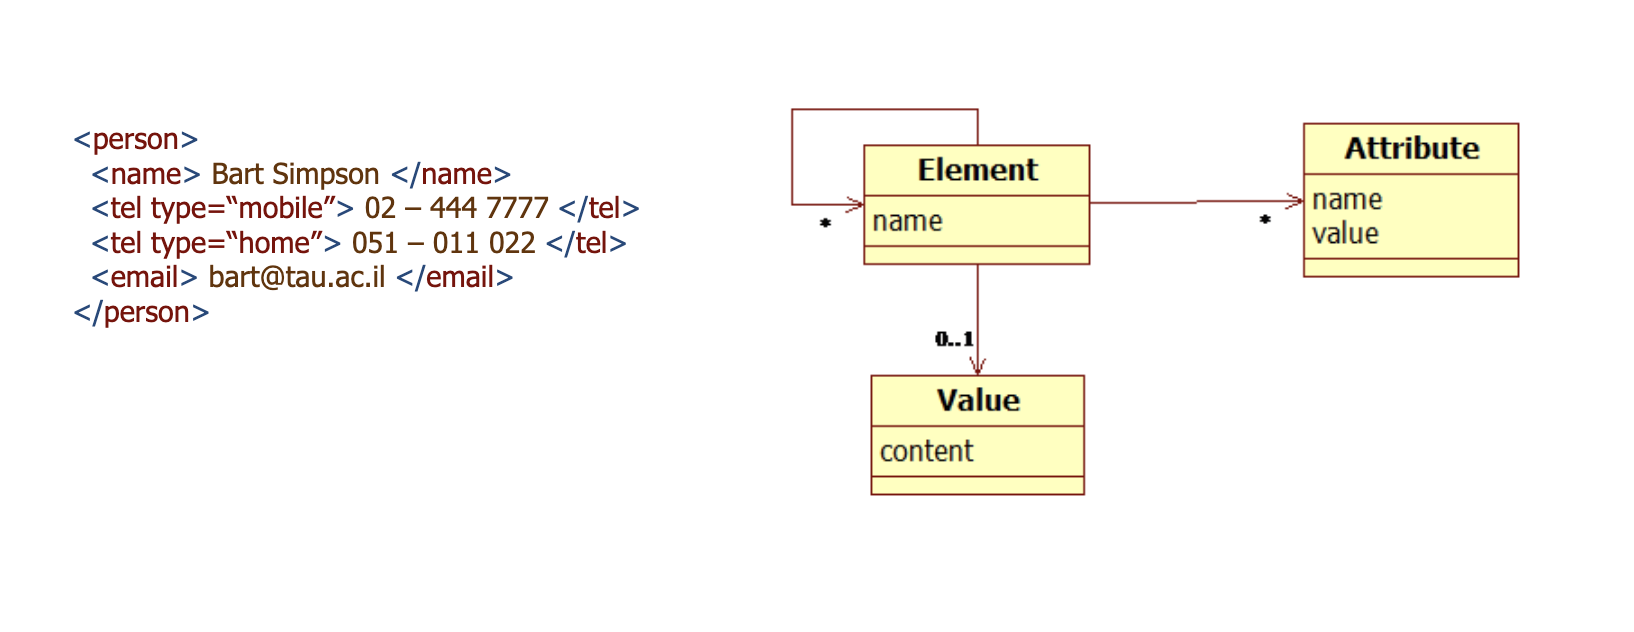 <person>
<name> Bart Simpson </name>
<tel type=“mobile”> 02 – 444 7777 </tel>
<tel type=“home”> 051 – 011 022 </tel>
<email> bart@tau.ac.il </email>
</person>
Element
name
*
Attribute
name
value
*
0..1
Value
content